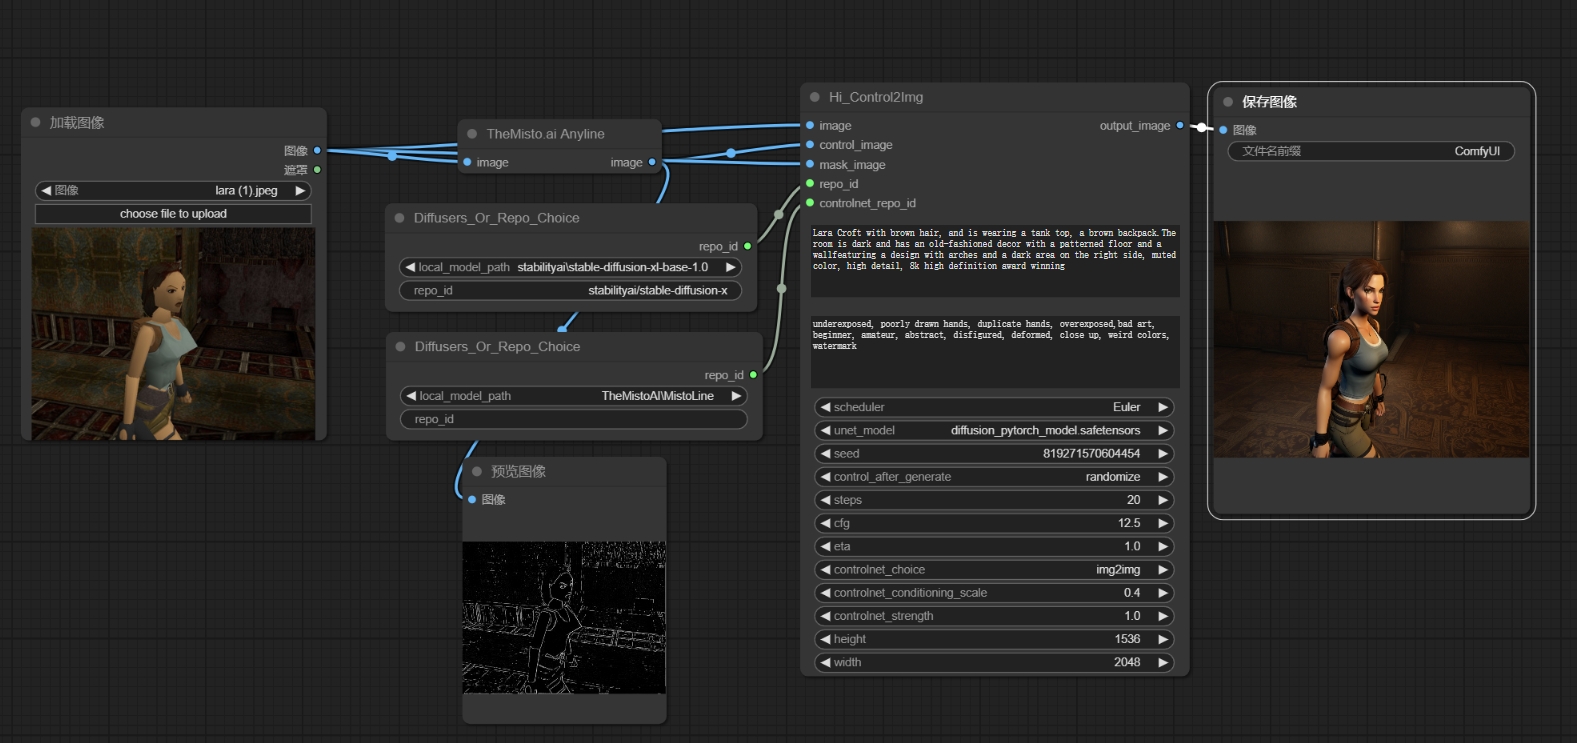 加载图像
图像
遮罩
图像 lara (1).jpeg
choose file to upload
TheMisto.ai Anyline
image image
Diffusers_Or_Repo_Choice
repo_id
local_model_path stabilityai\stable-diffusion-xl-base-1.0
repo_id stabilityai/stable-diffusion-x
Diffusers_Or_Repo_Choice
repo_id
local_model_path TheMistoAI\MistoLine
repo_id
预览图像
图像
Hi_Control2Img
image output_image
control_image
mask_image
repo_id
controlnet_repo_id
Lara Croft with brown hair, and is wearing a tank top, a brown backpack.The
room is dark and has an old-fashioned decor with a patterned floor and a
wallfeaturing a design with arches and a dark area on the right side, muted
color, high detail, 8k high definition award winning
underexposed, poorly drawn hands, duplicate hands, overexposed,bad art,
beginner, amateur, abstract, disfigured, deformed, close up, weird colors,
watermark
scheduler Euler
unet_model diffusion_pytorch_model.safetensors
seed 819271570604454
control_after_generate randomize
steps 20
cfg 12.5
eta 1.0
controlnet_choice img2img
controlnet_conditioning_scale 0.4
controlnet_strength 1.0
height 1536
width 2048
保存图像
图像
文件名前缀 ComfyUI